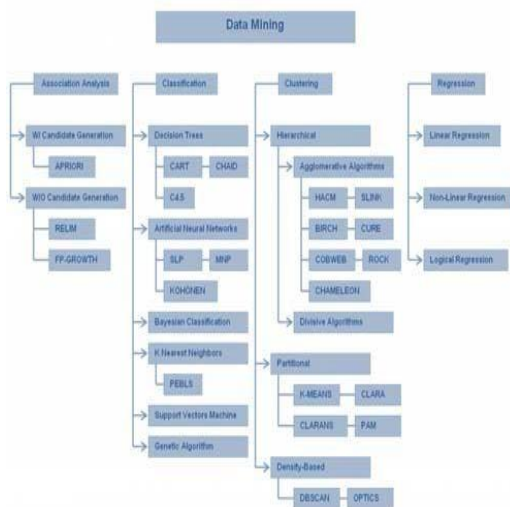 Data Mining
Association Analysis
W/ Candidate Generation
APRIORI
W/O Candidate Generation
RELIM
FP-GROWTH
Classification
Decision Trees
CART
CHAID
C4.5
Artificial Neural Networks
SLP
MNP
KOHONEN
Bayesian Classification
K Nearest Neighbors
PEBLS
Support Vectors Machine
Genetic Algorithm
Clustering
Hierarchical
Agglomerative Algorithms
HACM
SLINK
BIRCH
CURE
COBWEB
ROCK
CHAMELEON
Divisive Algorithms
Partitional
K-MEANS
CLARA
CLARANS
PAM
Density-Based
DBSCAN
OPTICS
Regression
Linear Regression
Non-Linear Regression
Logical Regression